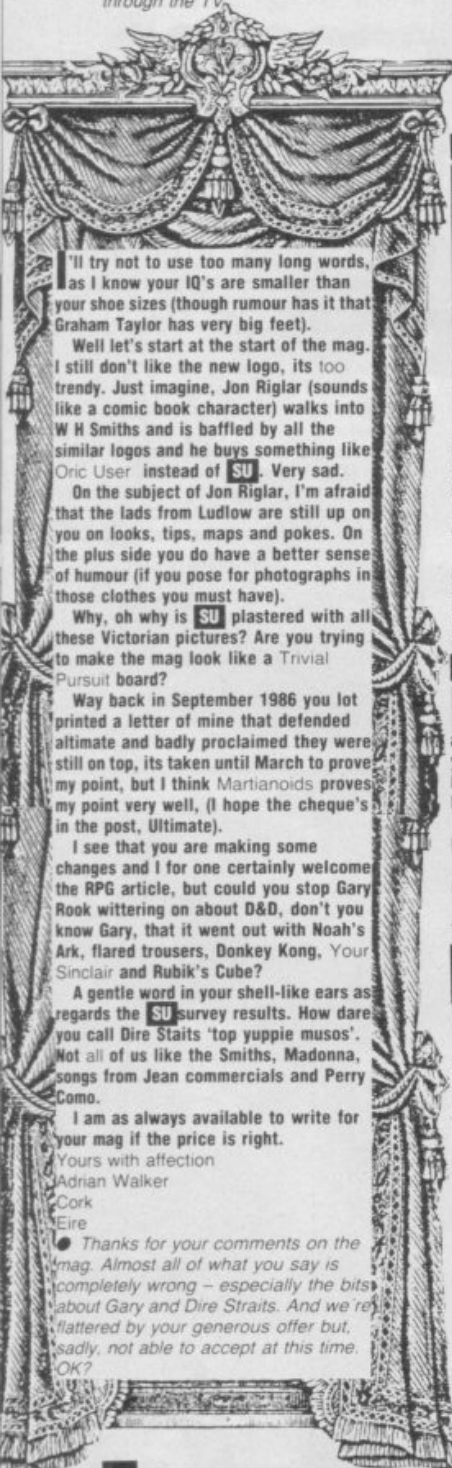 through the TV
I'll try not to use too many long words,
as I know your IQ's are smaller than
your shoe sizes (though rumour has it that
Graham Taylor has very big feet).
Well let's start at the start of the mag.
I still don't like the new logo, its too
trendy. Just imagine, Jon Riglar (sounds
like a comic book character) walks into
W H Smiths and is baffled by all the
similar logos and he buys something like
Oric User instead of SU. Very sad.
On the subject of Jon Riglar, I'm afraid
that the lads from Ludlow are still up on
you on looks, tips, maps and pokes. On
the plus side you do have a better sense
of humour (if you pose for photographs in
those clothes you must have).
Why, oh why is SU plastered with all
these Victorian pictures? Are you trying
to make the mag look like a Trivial
Pursuit board?
Way back in September 1986 you lot
printed a letter of mine that defended
altimate and badly proclaimed they were
still on top, its taken until March to prove
my point, but I think Martianoids proves
my point very well, (I hope the cheque's
in the post, Ultimate).
I see that you are making some
changes and I for one certainly welcome
the RPG article, but could you stop Gary
Rook wittering on about D&D, don't you
know Gary, that it went out with Noah's
Ark, flared trousers, Donkey Kong, Your
Sinclair and Rubik's Cube?
A gentle word in your shell-like ears as
regards the SU survey results. How dare
you call Dire Staits 'top yuppie musos'.
Not all of us like the Smiths, Madonna,
songs from Jean commercials and Perry
Como.
I am as always available to write for
your mag if the price is right.
Yours with affection
Adrian Walker
Cork
Eire
● Thanks for your comments on the
mag. Almost all of what you say is
completely wrong – especially the bits
about Gary and Dire Straits. And we're
flattered by your generous offer but,
sadly, not able to accept at this time.
OK?